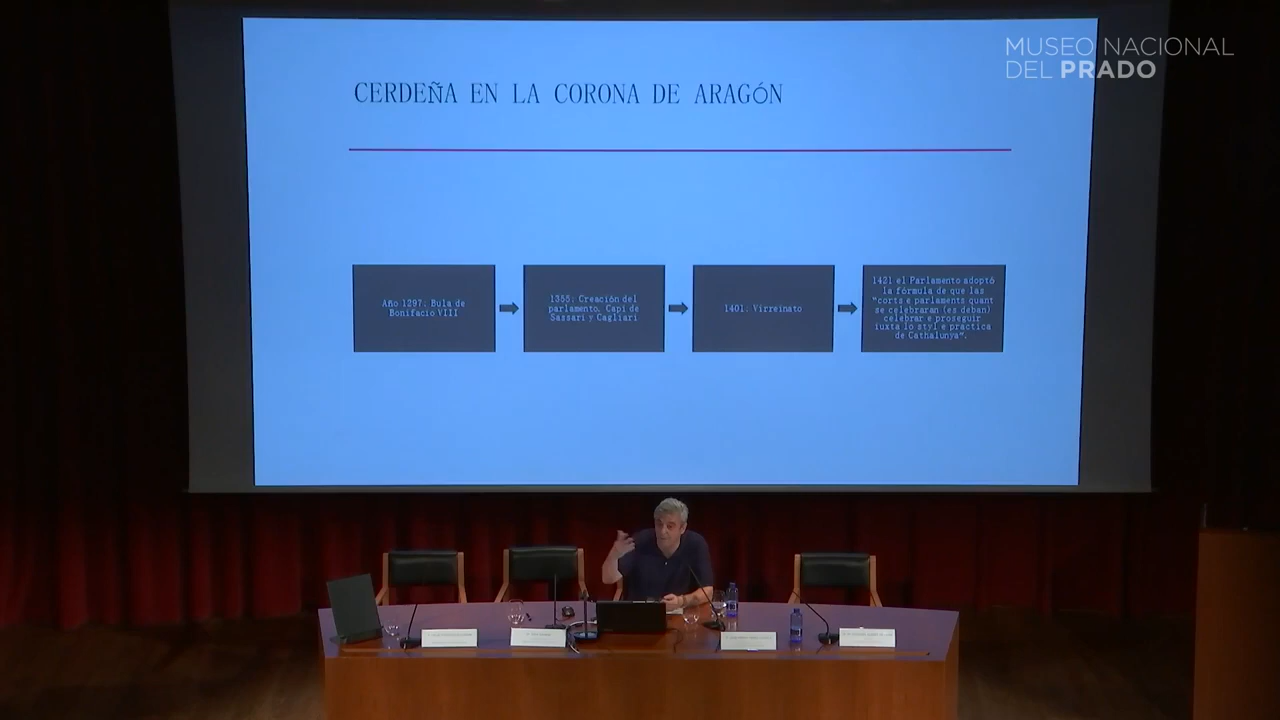 MUSEO NACIONAL
DEL PRADO
CERDEÑA EN LA CORONA DE ARAGÓN
Año 1297. Bula de
Bonifacio VIII
1355. Creación del
parlamento. Capi de
Sassari y Cagliari
1401. Virreinato
1421 el Parlamento adoptó
la fórmula de que las
"corts e parlaments quant
se celebraran (es deban)
celebrar e proseguir
iuxta lo styl e practica
de Cathalunya".